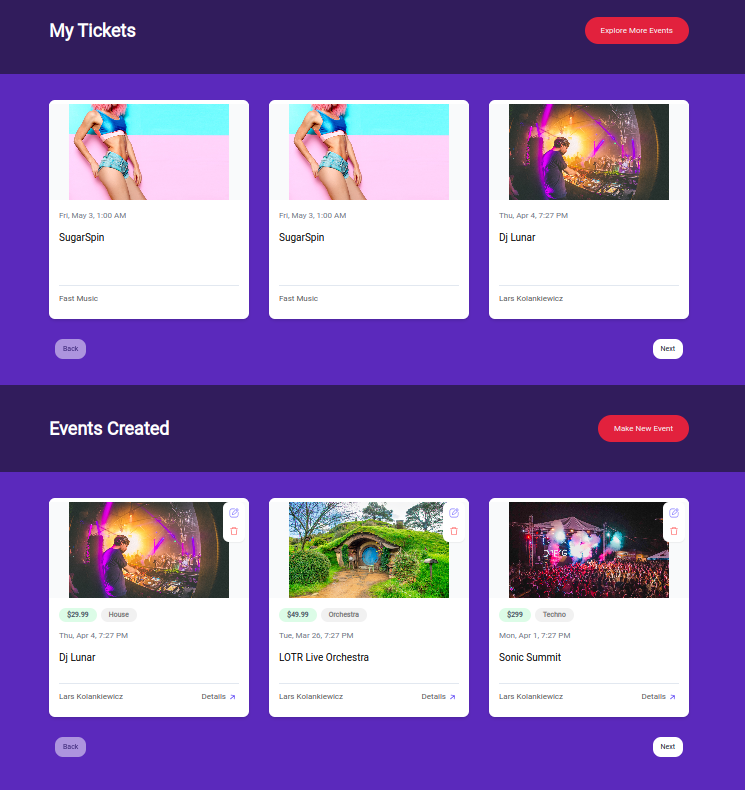 My Tickets
Explore More Events
Fri, May 3, 1:00 AM
SugarSpin
Fast Music
Fri, May 3, 1:00 AM
SugarSpin
Fast Music
Thu, Apr 4, 7:27 PM
Dj Lunar
Lars Kolankiewicz
Back
Next
Events Created
Make New Event
$29.99 House
Thu, Apr 4, 7:27 PM
Dj Lunar
Lars Kolankiewicz Details
$49.99 Orchestra
Tue, Mar 26, 7:27 PM
LOTR Live Orchestra
Lars Kolankiewicz Details
$299 Techno
Mon, Apr 1, 7:27 PM
Sonic Summit
Lars Kolankiewicz Details
Back
Next